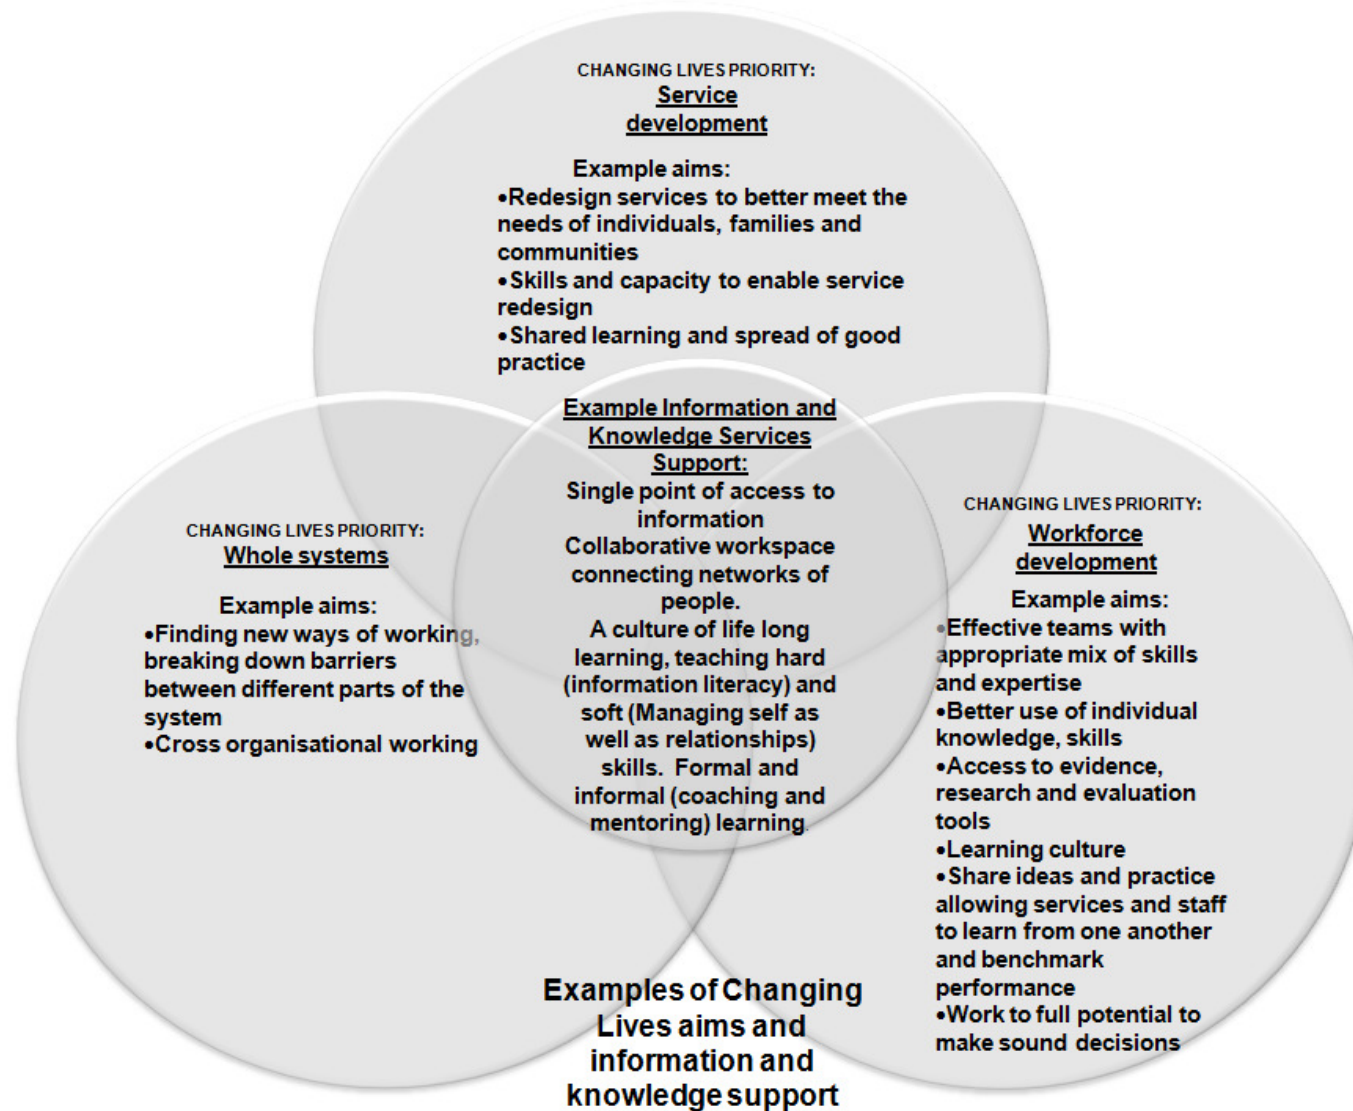 CHANGING LIVES PRIORITY:
Service
development
Example aims:
•Redesign services to better meet the
needs of individuals, families and
communities
•Skills and capacity to enable service
redesign
•Shared learning and spread of good
practice
Example Information and
Knowledge Services
Support:
Single point of access to
information
Collaborative workspace
connecting networks of
people.
A culture of life long
learning, teaching hard
(information literacy) and
soft (Managing self as
well as relationships)
skills. Formal and
informal (coaching and
mentoring) learning.
CHANGING LIVES PRIORITY:
Whole systems
Example aims:
•Finding new ways of working,
breaking down barriers
between different parts of the
system
•Cross organisational working
CHANGING LIVES PRIORITY:
Workforce
development
Example aims:
•Effective teams with
appropriate mix of skills
and expertise
•Better use of individual
knowledge, skills
•Access to evidence,
research and evaluation
tools
•Learning culture
•Share ideas and practice
allowing services and staff
to learn from one another
and benchmark
performance
•Work to full potential to
make sound decisions
Examples of Changing
Lives aims and
information and
knowledge support